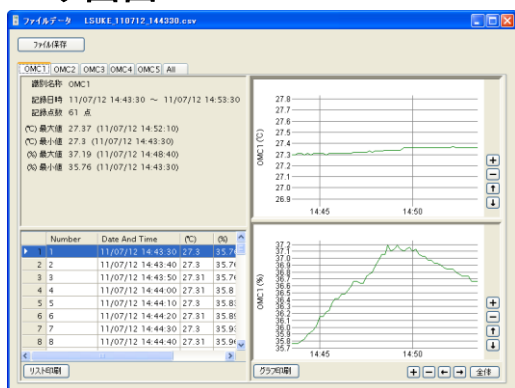 ファイルデータ LSUKE_110712_144330.csv
ファイル保存
OMC1 OMC2 OMC3 OMC4 OMC5 All
識別名称 OMC1
記録日時 11/07/12 14:43:30 ～ 11/07/12 14:53:30
記録点数 61 点
(℃) 最大値 27.37 (11/07/12 14:52:10)
(℃) 最小値 27.3 (11/07/12 14:43:30)
(%) 最大値 37.19 (11/07/12 14:48:40)
(%) 最小値 35.76 (11/07/12 14:43:30)
Number Date And Time (℃) (%)
1 1 11/07/12 14:43:30 27.3 35.76
2 2 11/07/12 14:43:40 27.3 35.76
3 3 11/07/12 14:43:50 27.31 35.76
4 4 11/07/12 14:44:00 27.31 35.8
5 5 11/07/12 14:44:10 27.3
6 6 11/07/12 14:44:20 27.31
7 7 11/07/12 14:44:30 27.3
8 8 11/07/12 14:44:40 27.31
リスト印刷
OMC1 (℃)
27.8
27.7
27.6
27.5
27.4
27.3
27.2
27.1
27.0
26.9
14:45 14:50
OMC1 (%)
37.2
37.1
37.0
36.9
36.8
36.7
36.6
36.5
36.4
36.3
36.2
36.1
36.0
35.9
35.8
35.7
14:45 14:50
グラフ印刷
全体